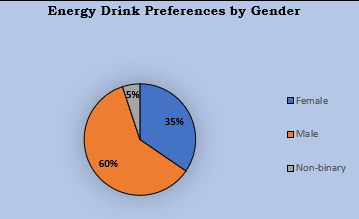 Energy Drink Preferences by Gender
5%
35%
60%
Female
Male
Non-binary